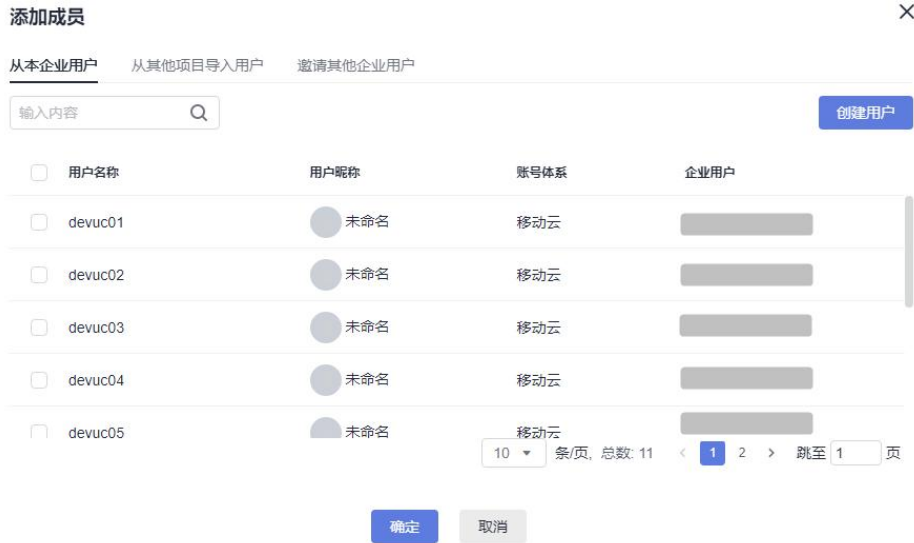 添加成员
从本企业用户 从其他项目导入用户 邀请其他企业用户
输入内容 创建用户
用户名称 用户昵称 账号体系 企业用户
devuc01 未命名 移动云
devuc02 未命名 移动云
devuc03 未命名 移动云
devuc04 未命名 移动云
devuc05 未命名 移动云
10 条/页, 总数: 11 < 1 2 > 跳至 1 页
确定 取消